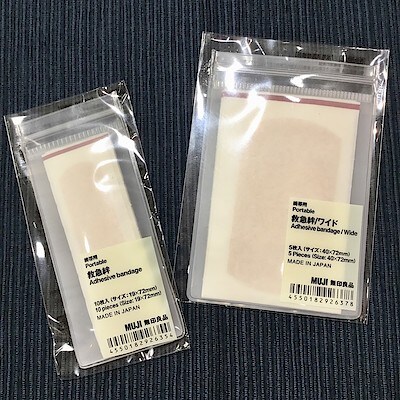 携帯用
Portable
救急絆
Adhesive bandage
10枚入（サイズ：19×72mm）
10 pieces (Size: 19×72mm)
MADE IN JAPAN
MUJI 無印良品
4550182926354
携帯用
Portable
救急絆/ワイド
Adhesive bandage / Wide
5枚入（サイズ：40×72mm）
5 Pieces (Size: 40×72mm)
MADE IN JAPAN
MUJI 無印良品
4550182926378